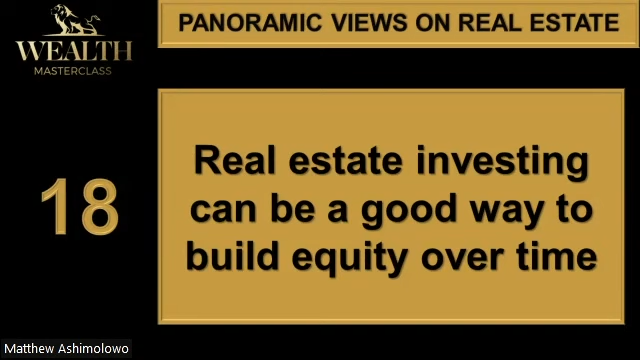 WEALTH
MASTERCLASS
PANORAMIC VIEWS ON REAL ESTATE
18
Real estate investing
can be a good way to
build equity over time
Matthew Ashimolowo